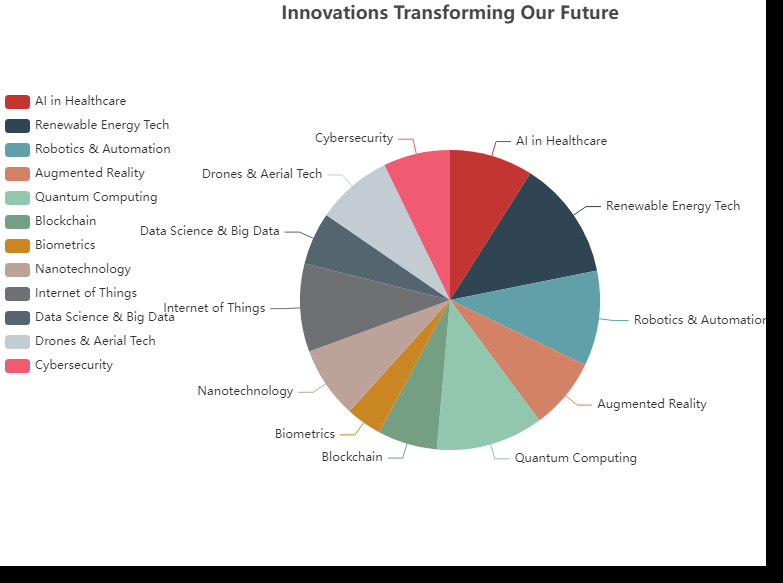 Innovations Transforming Our Future
AI in Healthcare
Renewable Energy Tech
Robotics & Automation
Augmented Reality
Quantum Computing
Blockchain
Biometrics
Nanotechnology
Internet of Things
Data Science & Big Data
Drones & Aerial Tech
Cybersecurity
Cybersecurity
AI in Healthcare
Drones & Aerial Tech
Renewable Energy Tech
Data Science & Big Data
Internet of Things
Robotics & Automation
Nanotechnology
Augmented Reality
Biometrics
Blockchain
Quantum Computing